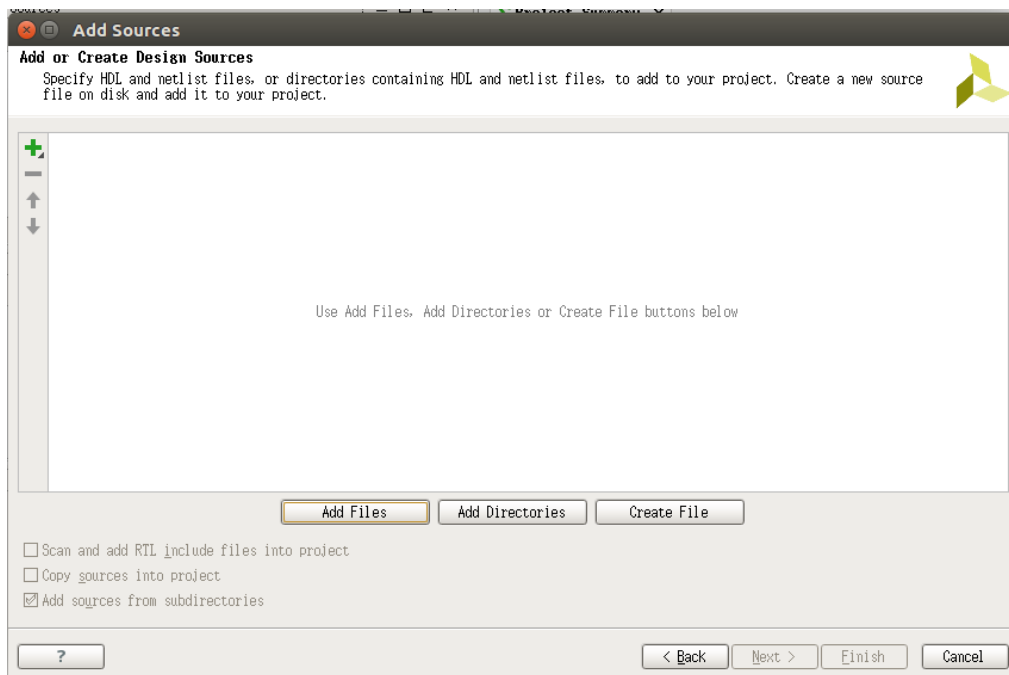 Add Sources
Add or Create Design Sources
Specify HDL and netlist files, or directories containing HDL and netlist files, to add to your project. Create a new source
file on disk and add it to your project.
Use Add Files, Add Directories or Create File buttons below
Add Files
Add Directories
Create File
Scan and add RTL include files into project
Copy sources into project
Add sources from subdirectories
?
< Back
Next >
Finish
Cancel